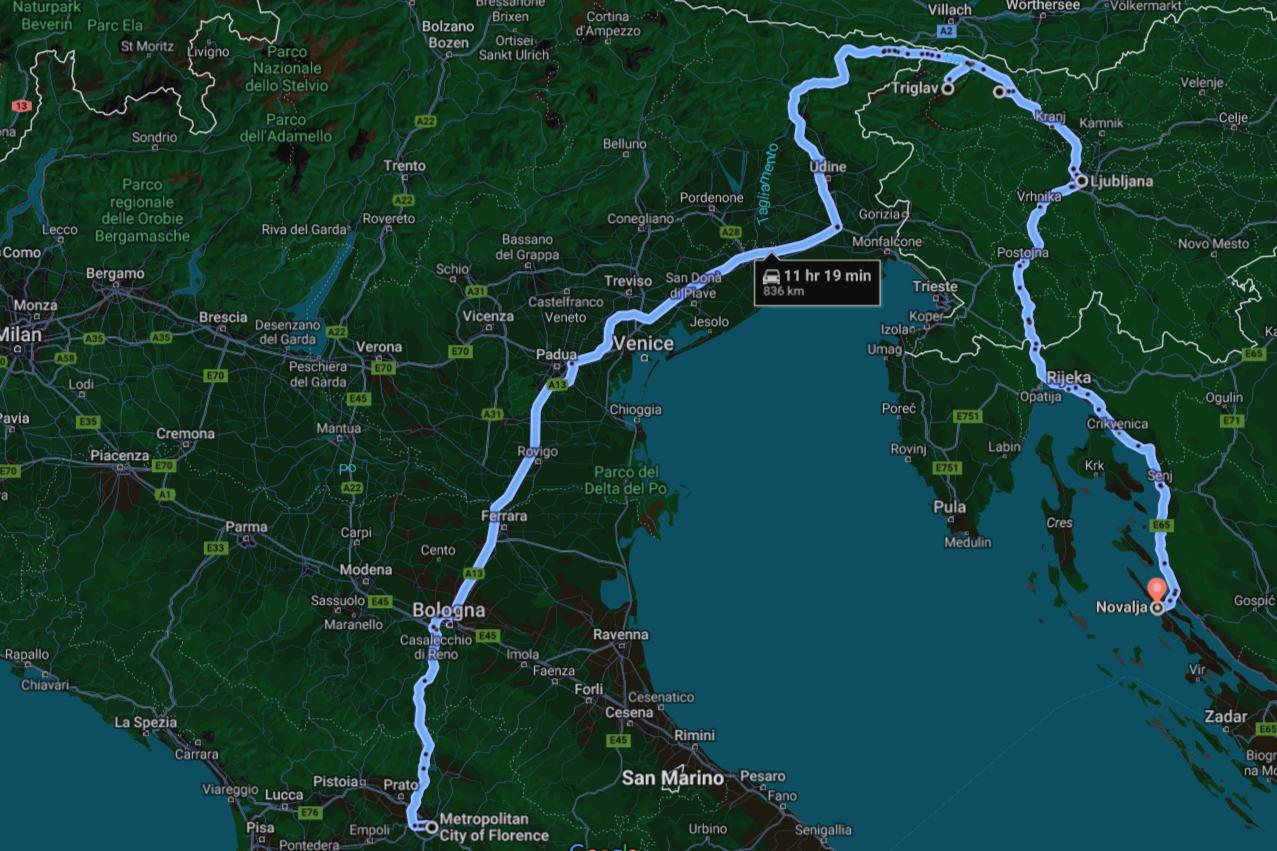 Naturpark
Beverin
Parc Ela
St Moritz
Livigno
Parco
Nazionale
dello Stelvio
Bolzano
Bozen
Bressanone
Brixen
Ortisei
Sankt Ulrich
Cortina
d'Ampezzo
Villach
A2
Wörthersee
Völkermarkt
13
Sondrio
Parco
dell'Adamello
A22
Triglav
Velenje
Kranj
Kamnik
Celje
Belluno
Trento
A22
Tagliamento
Udine
Ljubljana
Parco
regionale
delle Orobie
Bergamasche
Rovereto
Riva del Garda
Pordenone
Conegliano
A28
Gorizia
Vrhnika
Lecco
Como
Bergamo
Bassano
del Grappa
Monfalcone
Postojna
Novo Mesto
Schio
A31
Treviso
San Donà
di Piave
11 hr 19 min
836 km
Trieste
Monza
Milan
Brescia
Castelfranco
Veneto
Vicenza
Jesolo
Koper
Izola
Umag
A35
A35
A58
Desenzano
del Garda
A22
Verona
E70
E70
Padua
Venice
E65
Peschiera
del Garda
E70
Lodi
A13
Rijeka
Opatija
Pavia
E35
E45
A31
Chioggia
Poreč
E751
Ogulin
E71
Crikvenica
Cremona
Mantua
Rovigo
Rovinj
Labin
Piacenza
E70
E70
Po
Parco del
Delta del Po
E751
Krk
Senj
A1
A22
Ferrara
Pula
Cres
E65
Parma
Carpi
Medulin
E33
Cento
Modena
A13
Sassuolo
Maranello
E45
Bologna
Novalja
Gospić
Casalecchio
di Reno
E45
Ravenna
Rapallo
Chiavari
Imola
Faenza
Forlì
Cesenatico
Cesena
Vir
La Spezia
Zadar
E65
E45
Rimini
Carrara
Biogr
na Mo
San Marino
Pesaro
Fano
Viareggio
Lucca
Pistoia
Prato
E76
Metropolitan
City of Florence
Pisa
Empoli
Pontedera
Urbino
Senigallia